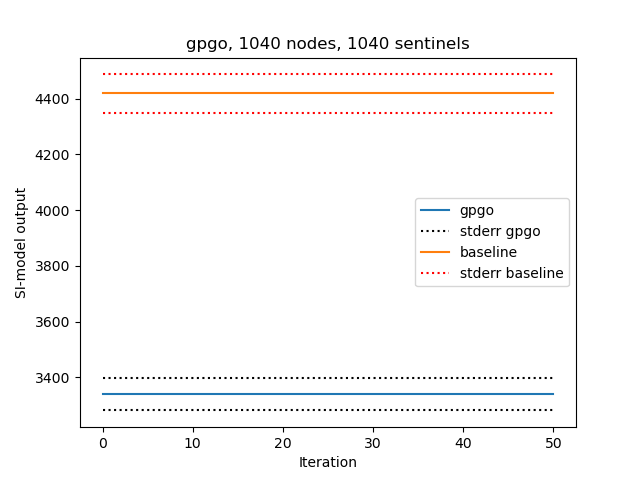 gpgo, 1040 nodes, 1040 sentinels
SI-model output
4400
4200
4000
3800
3600
3400
gpgo
stderr gpgo
baseline
stderr baseline
0 10 20 30 40 50
Iteration